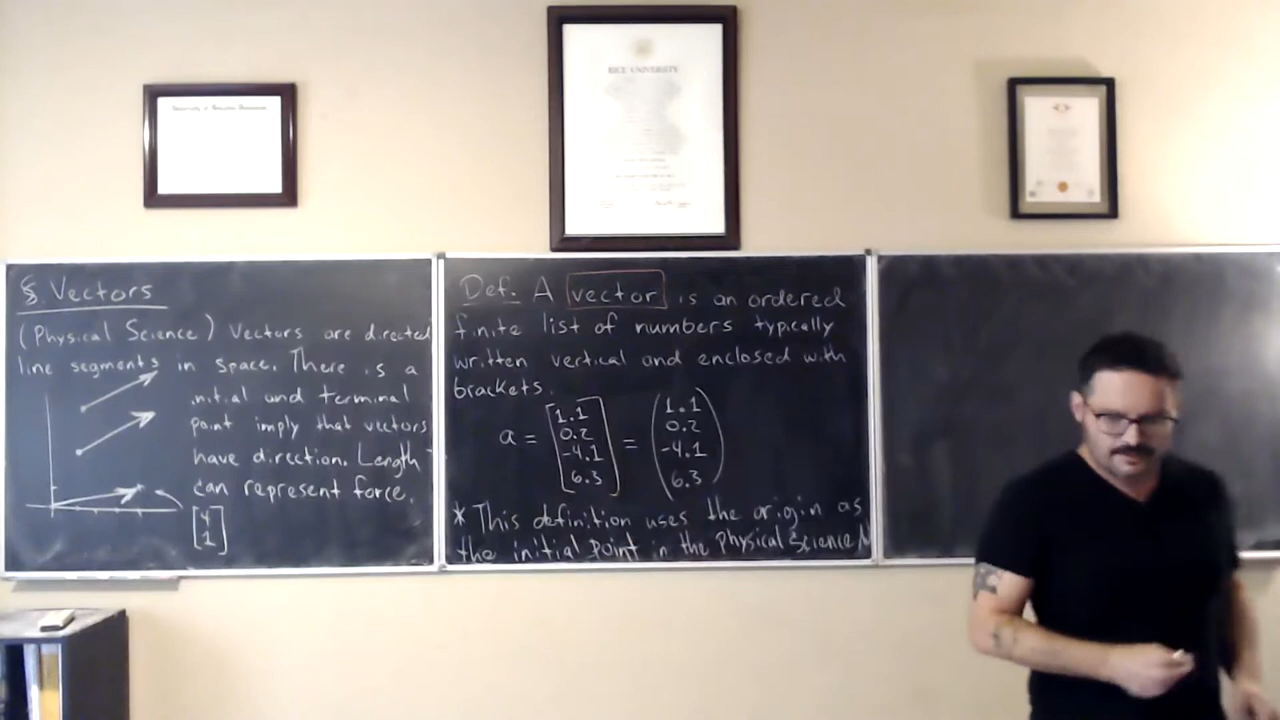 § Vectors
(Physical Science) Vectors are directed
line segments in space. There is a
initial and terminal
point imply that vectors
have direction. Length
can represent force.
[4
1]
Def. A vector is an ordered
finite list of numbers typically
written vertical and enclosed with
brackets.
a = [1.1 0.2 -4.1 6.3] = (1.1 0.2 -4.1 6.3)
* This definition uses the origin as
the initial point in the Physical Science
RICE UNIVERSITY